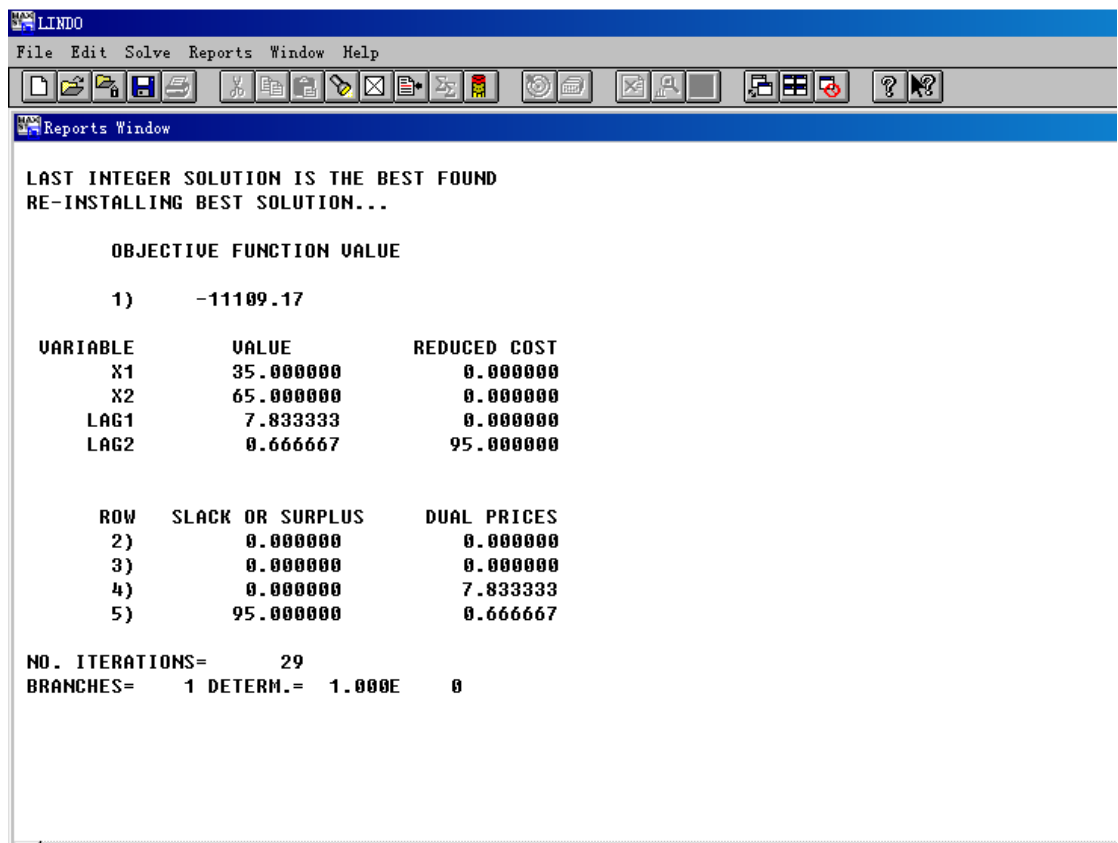 LINDO
File Edit Solve Reports Window Help
Reports Window
LAST INTEGER SOLUTION IS THE BEST FOUND
RE-INSTALLING BEST SOLUTION...
OBJECTIVE FUNCTION VALUE
1) -11109.17
VARIABLE VALUE REDUCED COST
X1 35.000000 0.000000
X2 65.000000 0.000000
LAG1 7.833333 0.000000
LAG2 0.666667 95.000000
ROW SLACK OR SURPLUS DUAL PRICES
2) 0.000000 0.000000
3) 0.000000 0.000000
4) 0.000000 7.833333
5) 95.000000 0.666667
NO. ITERATIONS= 29
BRANCHES= 1 DETERM.= 1.000E 0